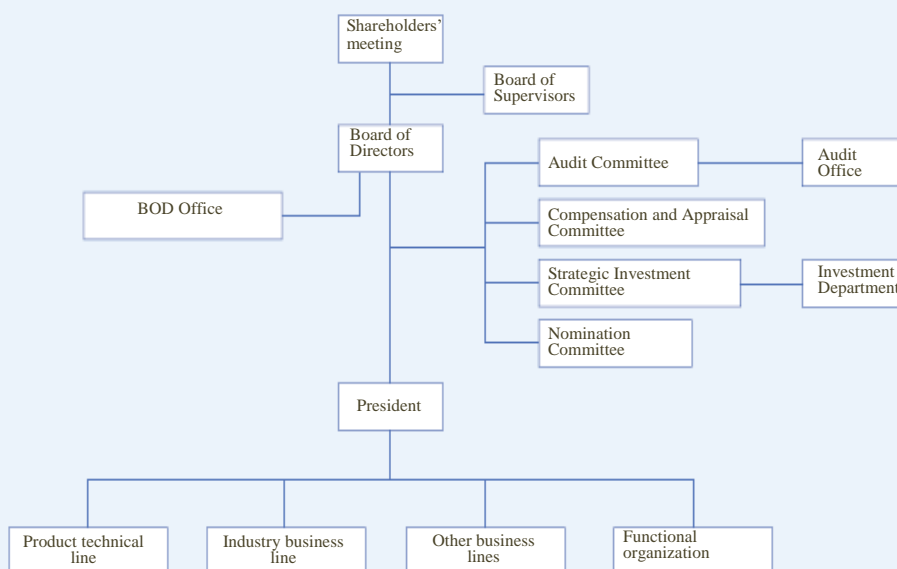 Shareholders'
meeting
Board of
Supervisors
Board of
Directors
Audit Committee
Audit
Office
BOD Office
Compensation and Appraisal
Committee
Strategic Investment
Committee
Investment
Department
Nomination
Committee
President
Product technical
line
Industry business
line
Other business
lines
Functional
organization